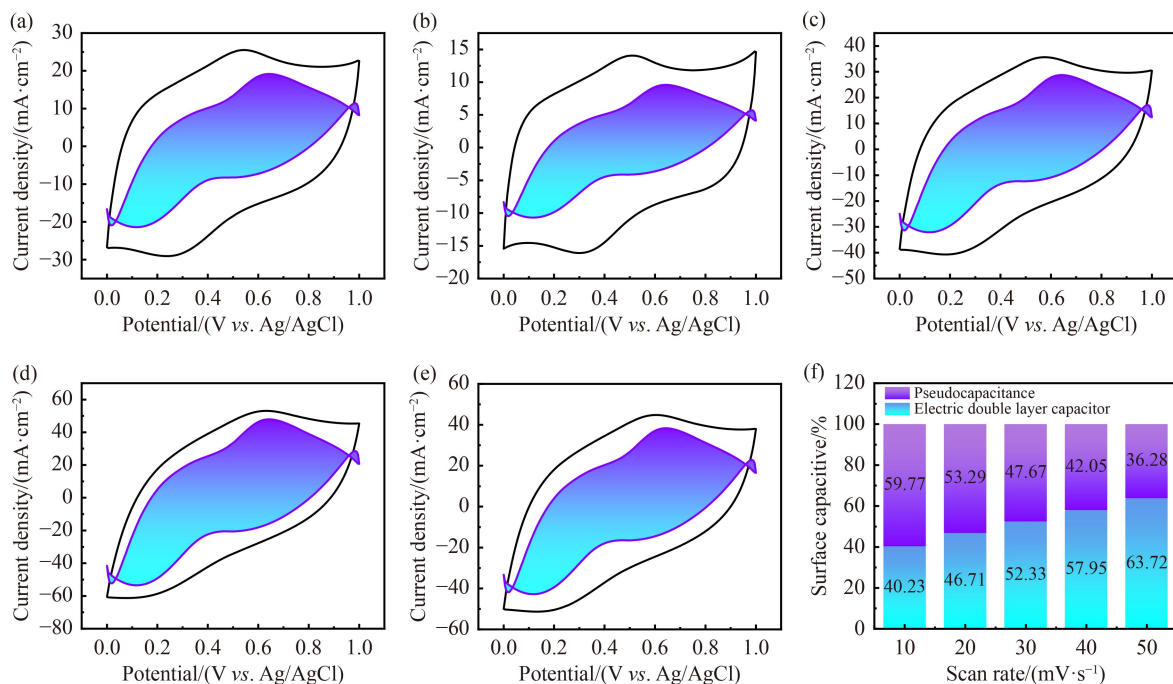 (a)
Current density/(mA·cm⁻²)
30
20
10
0
−10
−20
−30
0.0 0.2 0.4 0.6 0.8 1.0
Potential/(V vs. Ag/AgCl)
(b)
Current density/(mA·cm⁻²)
15
10
5
0
−5
−10
−15
−20
0.0 0.2 0.4 0.6 0.8 1.0
Potential/(V vs. Ag/AgCl)
(c)
Current density/(mA·cm⁻²)
50
40
30
20
10
0
−10
−20
−30
−40
−50
0.0 0.2 0.4 0.6 0.8 1.0
Potential/(V vs. Ag/AgCl)
(d)
Current density/(mA·cm⁻²)
80
60
40
20
0
−20
−40
−60
−80
0.0 0.2 0.4 0.6 0.8 1.0
Potential/(V vs. Ag/AgCl)
(e)
Current density/(mA·cm⁻²)
60
40
20
0
−20
−40
−60
0.0 0.2 0.4 0.6 0.8 1.0
Potential/(V vs. Ag/AgCl)
(f)
Surface capacitive/%
120
100
80
60
40
20
0
Pseudocapacitance
Electric double layer capacitor
59.77 53.29 47.67 42.05 36.28
40.23 46.71 52.33 57.95 63.72
10 20 30 40 50
Scan rate/(mV·s⁻¹)